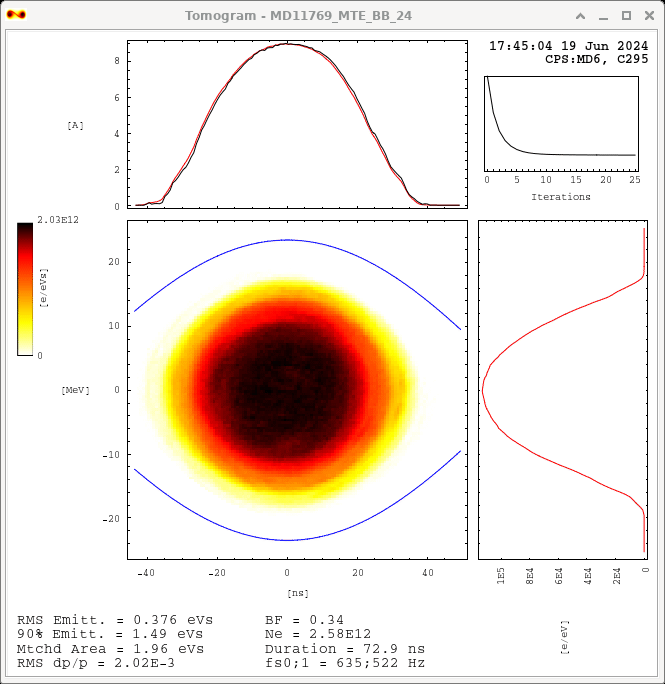 Tomogram - MD11769_MTE_BB_24
17:45:04 19 Jun 2024
CPS:MD6, C295
8
6
[A]
4
2
0
0 5 10 15 20 25
Iterations
2.03E12
[e/eVs]
0
20
10
[MeV] 0
-10
-20
-40 -20 0 20 40
[ns]
1E5 8E4 6E4 4E4 2E4 0
[e/eV]
RMS Emitt. = 0.376 eVs BF = 0.34
90% Emitt. = 1.49 eVs Ne = 2.58E12
Mtchd Area = 1.96 eVs Duration = 72.9 ns
RMS dp/p = 2.02E-3 fs0;1 = 635;522 Hz